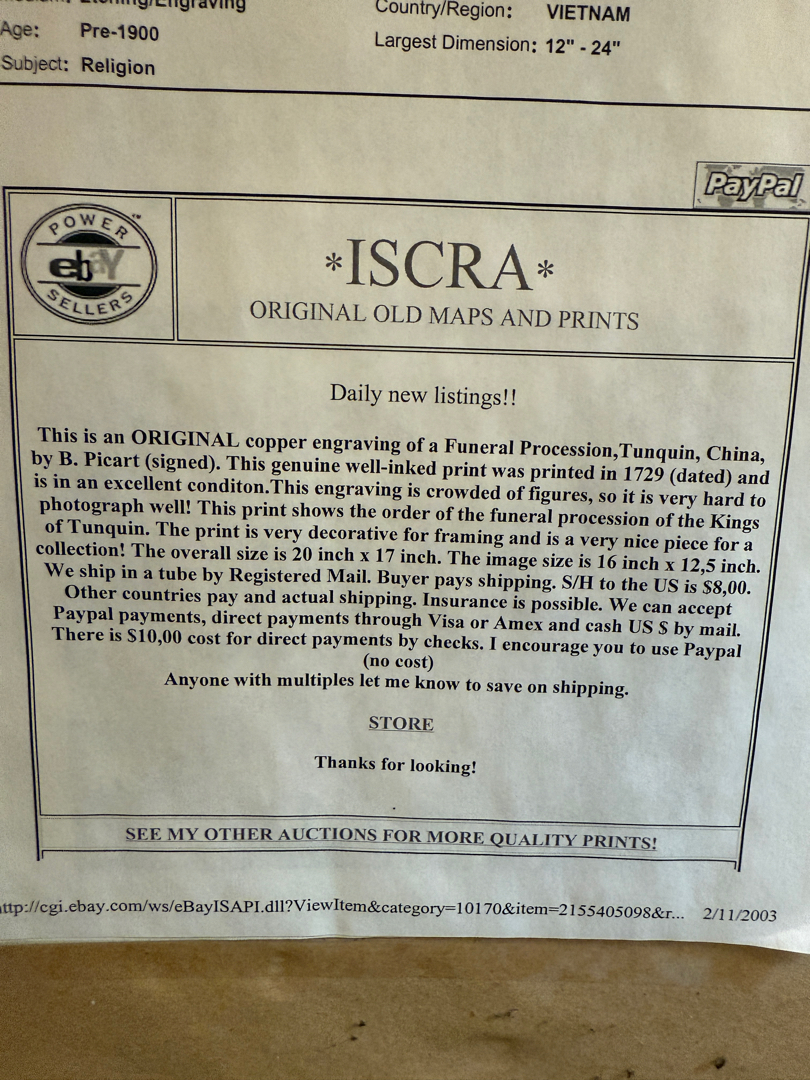 Etching/Engraving
Country/Region: VIETNAM
Age: Pre-1900
Largest Dimension: 12" - 24"
Subject: Religion
PayPal
POWER
eBay
SELLERS
*ISCRA*
ORIGINAL OLD MAPS AND PRINTS
Daily new listings!!
This is an ORIGINAL copper engraving of a Funeral Procession,Tunquin, China,
by B. Picart (signed). This genuine well-inked print was printed in 1729 (dated) and
is in an excellent conditon.This engraving is crowded of figures, so it is very hard to
photograph well! This print shows the order of the funeral procession of the Kings
of Tunquin. The print is very decorative for framing and is a very nice piece for a
collection! The overall size is 20 inch x 17 inch. The image size is 16 inch x 12,5 inch.
We ship in a tube by Registered Mail. Buyer pays shipping. S/H to the US is $8,00.
Other countries pay and actual shipping. Insurance is possible. We can accept
Paypal payments, direct payments through Visa or Amex and cash US $ by mail.
There is $10,00 cost for direct payments by checks. I encourage you to use Paypal
(no cost)
Anyone with multiples let me know to save on shipping.
STORE
Thanks for looking!
SEE MY OTHER AUCTIONS FOR MORE QUALITY PRINTS!
ttp://cgi.ebay.com/ws/eBayISAPI.dll?ViewItem&category=10170&item=2155405098&r... 2/11/2003